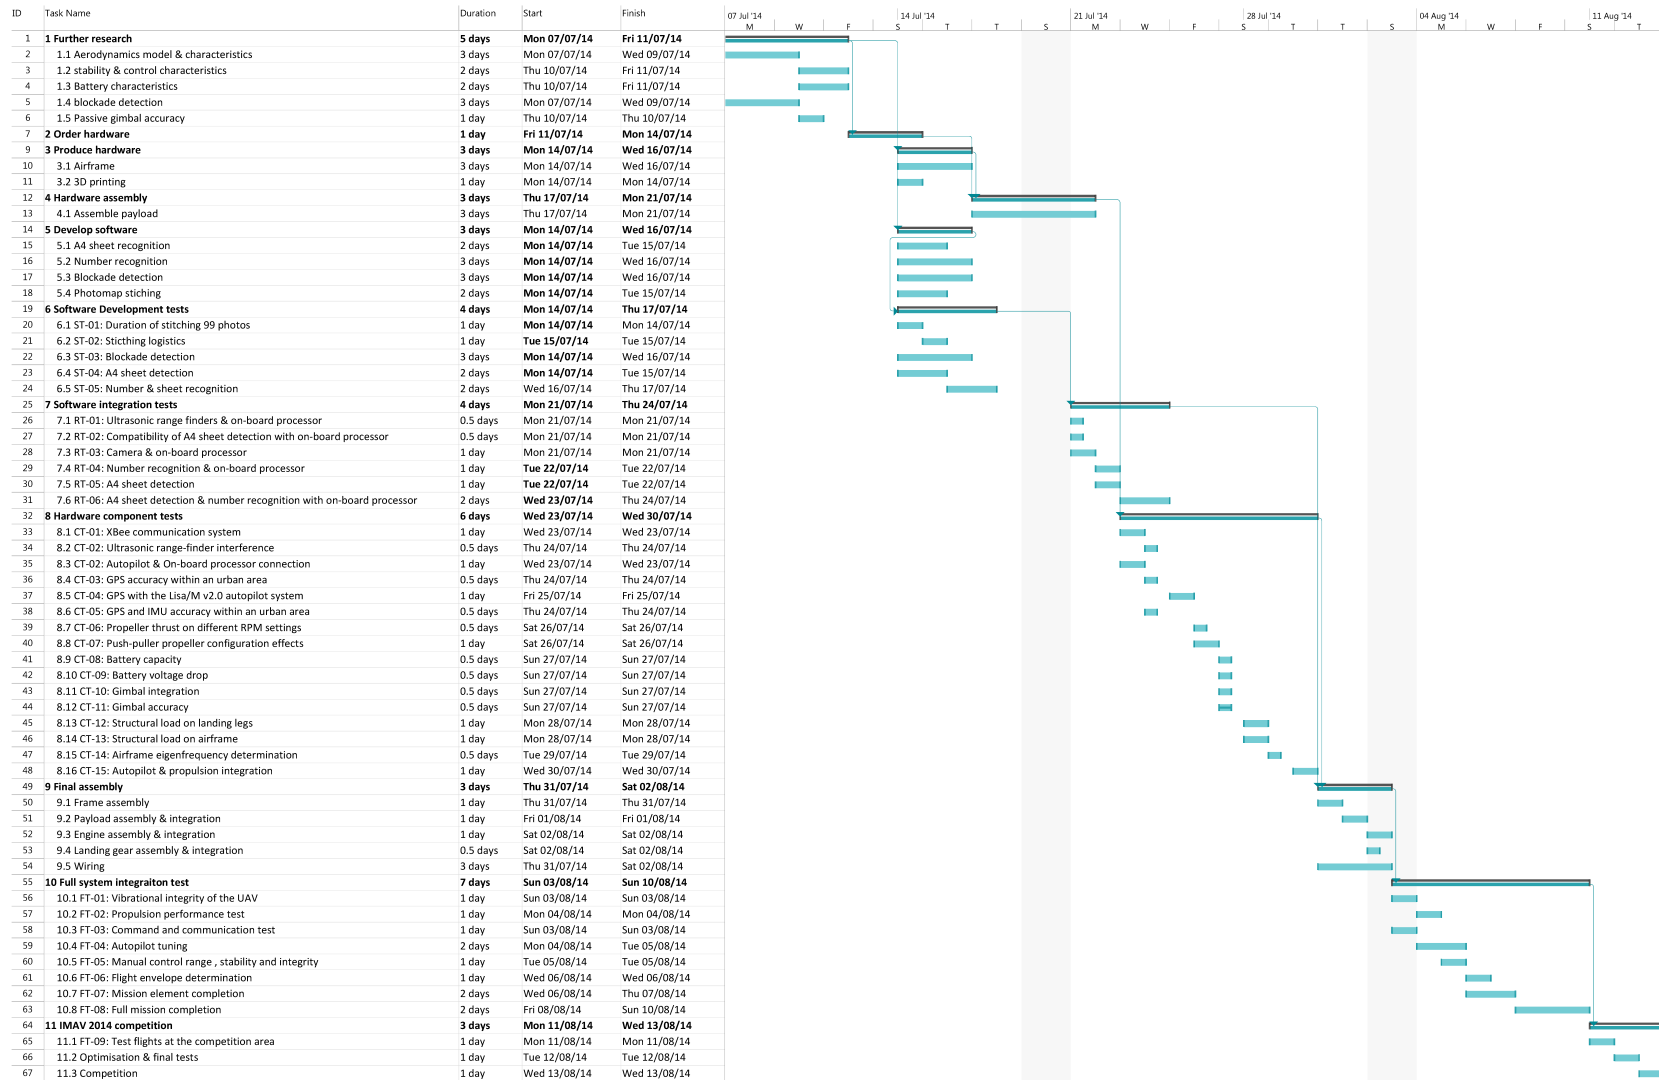 ID Task Name Duration Start Finish 07 Jul '14 14 Jul '14 21 Jul '14 28 Jul '14 04 Aug '14 11 Aug '14
M W F S T T S S M W F S T T S M W F S T
1 1 Further research 5 days Mon 07/07/14 Fri 11/07/14
2 1.1 Aerodynamics model & characteristics 3 days Mon 07/07/14 Wed 09/07/14
3 1.2 stability & control characteristics 2 days Thu 10/07/14 Fri 11/07/14
4 1.3 Battery characteristics 2 days Thu 10/07/14 Fri 11/07/14
5 1.4 blockade detection 3 days Mon 07/07/14 Wed 09/07/14
6 1.5 Passive gimbal accuracy 1 day Thu 10/07/14 Thu 10/07/14
7 2 Order hardware 1 day Fri 11/07/14 Mon 14/07/14
9 3 Produce hardware 3 days Mon 14/07/14 Wed 16/07/14
10 3.1 Airframe 3 days Mon 14/07/14 Wed 16/07/14
11 3.2 3D printing 1 day Mon 14/07/14 Mon 14/07/14
12 4 Hardware assembly 3 days Thu 17/07/14 Mon 21/07/14
13 4.1 Assemble payload 3 days Thu 17/07/14 Mon 21/07/14
14 5 Develop software 3 days Mon 14/07/14 Wed 16/07/14
15 5.1 A4 sheet recognition 2 days Mon 14/07/14 Tue 15/07/14
16 5.2 Number recognition 3 days Mon 14/07/14 Wed 16/07/14
17 5.3 Blockade detection 3 days Mon 14/07/14 Wed 16/07/14
18 5.4 Photomap stiching 2 days Mon 14/07/14 Tue 15/07/14
19 6 Software Development tests 4 days Mon 14/07/14 Thu 17/07/14
20 6.1 ST-01: Duration of stitching 99 photos 1 day Mon 14/07/14 Mon 14/07/14
21 6.2 ST-02: Sticthing logistics 1 day Tue 15/07/14 Tue 15/07/14
22 6.3 ST-03: Blockade detection 3 days Mon 14/07/14 Wed 16/07/14
23 6.4 ST-04: A4 sheet detection 2 days Mon 14/07/14 Tue 15/07/14
24 6.5 ST-05: Number & sheet recognition 2 days Wed 16/07/14 Thu 17/07/14
25 7 Software integration tests 4 days Mon 21/07/14 Thu 24/07/14
26 7.1 RT-01: Ultrasonic range finders & on-board processor 0.5 days Mon 21/07/14 Mon 21/07/14
27 7.2 RT-02: Compatibility of A4 sheet detection with on-board processor 0.5 days Mon 21/07/14 Mon 21/07/14
28 7.3 RT-03: Camera & on-board processor 1 day Mon 21/07/14 Mon 21/07/14
29 7.4 RT-04: Number recognition & on-board processor 1 day Tue 22/07/14 Tue 22/07/14
30 7.5 RT-05: A4 sheet detection 1 day Tue 22/07/14 Tue 22/07/14
31 7.6 RT-06: A4 sheet detection & number recognition with on-board processor 2 days Wed 23/07/14 Thu 24/07/14
32 8 Hardware component tests 6 days Wed 23/07/14 Wed 30/07/14
33 8.1 CT-01: XBee communication system 1 day Wed 23/07/14 Wed 23/07/14
34 8.2 CT-02: Ultrasonic range-finder interference 0.5 days Thu 24/07/14 Thu 24/07/14
35 8.3 CT-02: Autopilot & On-board processor connection 1 day Wed 23/07/14 Wed 23/07/14
36 8.4 CT-03: GPS accuracy within an urban area 0.5 days Thu 24/07/14 Thu 24/07/14
37 8.5 CT-04: GPS with the Lisa/M v2.0 autopilot system 1 day Fri 25/07/14 Fri 25/07/14
38 8.6 CT-05: GPS and IMU accuracy within an urban area 0.5 days Thu 24/07/14 Thu 24/07/14
39 8.7 CT-06: Propeller thrust on different RPM settings 0.5 days Sat 26/07/14 Sat 26/07/14
40 8.8 CT-07: Push-puller propeller configuration effects 1 day Sat 26/07/14 Sat 26/07/14
41 8.9 CT-08: Battery capacity 0.5 days Sun 27/07/14 Sun 27/07/14
42 8.10 CT-09: Battery voltage drop 0.5 days Sun 27/07/14 Sun 27/07/14
43 8.11 CT-10: Gimbal integration 0.5 days Sun 27/07/14 Sun 27/07/14
44 8.12 CT-11: Gimbal accuracy 0.5 days Sun 27/07/14 Sun 27/07/14
45 8.13 CT-12: Structural load on landing legs 1 day Mon 28/07/14 Mon 28/07/14
46 8.14 CT-13: Structural load on airframe 1 day Mon 28/07/14 Mon 28/07/14
47 8.15 CT-14: Airframe eigenfrequency determination 0.5 days Tue 29/07/14 Tue 29/07/14
48 8.16 CT-15: Autopilot & propulsion integration 1 day Wed 30/07/14 Wed 30/07/14
49 9 Final assembly 3 days Thu 31/07/14 Sat 02/08/14
50 9.1 Frame assembly 1 day Thu 31/07/14 Thu 31/07/14
51 9.2 Payload assembly & integration 1 day Fri 01/08/14 Fri 01/08/14
52 9.3 Engine assembly & integration 1 day Sat 02/08/14 Sat 02/08/14
53 9.4 Landing gear assembly & integration 0.5 days Sat 02/08/14 Sat 02/08/14
54 9.5 Wiring 3 days Thu 31/07/14 Sat 02/08/14
55 10 Full system integraiton test 7 days Sun 03/08/14 Sun 10/08/14
56 10.1 FT-01: Vibrational integrity of the UAV 1 day Sun 03/08/14 Sun 03/08/14
57 10.2 FT-02: Propulsion performance test 1 day Mon 04/08/14 Mon 04/08/14
58 10.3 FT-03: Command and communication test 1 day Sun 03/08/14 Sun 03/08/14
59 10.4 FT-04: Autopilot tuning 2 days Mon 04/08/14 Tue 05/08/14
60 10.5 FT-05: Manual control range , stability and integrity 1 day Tue 05/08/14 Tue 05/08/14
61 10.6 FT-06: Flight envelope determination 1 day Wed 06/08/14 Wed 06/08/14
62 10.7 FT-07: Mission element completion 2 days Wed 06/08/14 Thu 07/08/14
63 10.8 FT-08: Full mission completion 2 days Fri 08/08/14 Sun 10/08/14
64 11 IMAV 2014 competition 3 days Mon 11/08/14 Wed 13/08/14
65 11.1 FT-09: Test flights at the competition area 1 day Mon 11/08/14 Mon 11/08/14
66 11.2 Optimisation & final tests 1 day Tue 12/08/14 Tue 12/08/14
67 11.3 Competition 1 day Wed 13/08/14 Wed 13/08/14